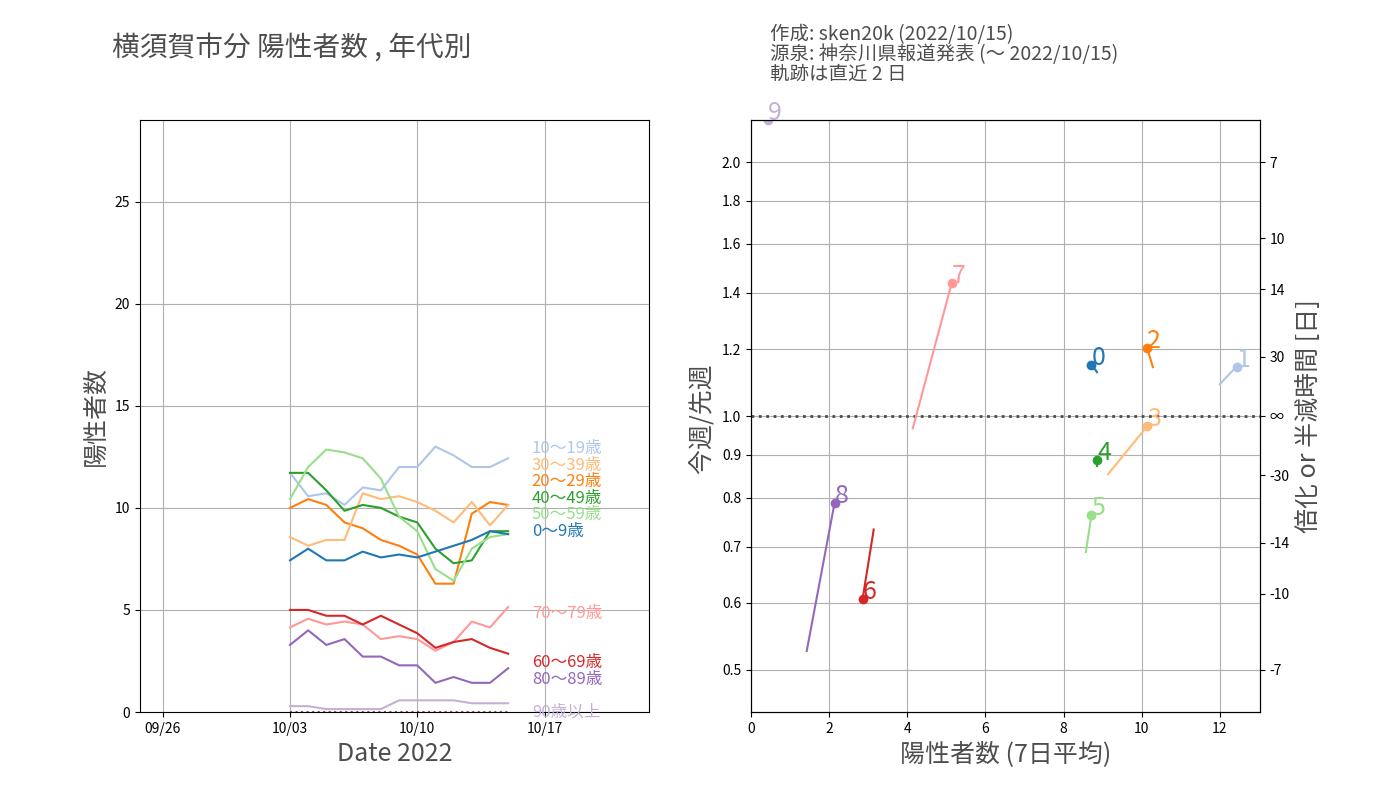 横須賀市分 陽性者数 , 年代別
作成: sken20k (2022/10/15)
源泉: 神奈川県報道発表 (～ 2022/10/15)
軌跡は直近 2 日
陽性者数
25
20
15
10
5
0
09/26
10/03
10/10
10/17
Date 2022
10～19歳
30～39歳
20～29歳
40～49歳
50～59歳
0～9歳
70～79歳
60～69歳
80～89歳
90歳以上
今週/先週
2.0
1.8
1.6
1.4
1.2
1.0
0.9
0.8
0.7
0.6
0.5
9
7
2
0
1
3
4
8
5
6
0
2
4
6
8
10
12
陽性者数 (7日平均)
7
10
14
30
∞
-30
-14
-10
-7
倍化 or 半減時間 [日]